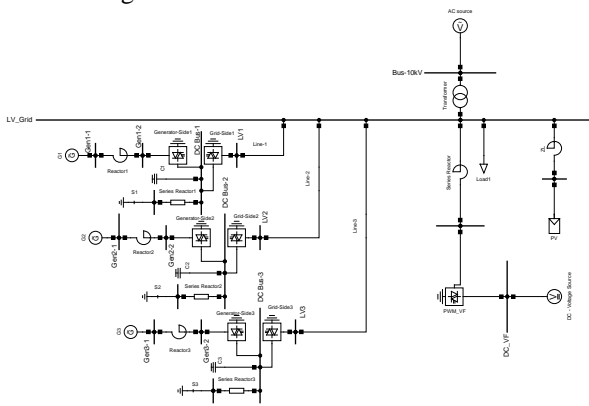 AC source
Bus-10kV
Transformer
LV_Grid
Gen1-1
Gen1-2
Generator-Side1
DC Bus-1
Grid-Side1
LV1
Line-1
G1
Reactor1
C1
S1
Series Reactor1
DC Bus-2
Line-2
Series Reactor
Load1
PV
Gen2-1
Gen2-2
Generator-Side2
Grid-Side2
LV2
G2
Reactor2
C2
S2
Series Reactor2
DC Bus-3
Line-3
PWM_VF
DC_VF
DC - Voltage Source
Gen3-1
Gen3-2
Generator-Side3
Grid-Side3
LV3
G3
Reactor3
C3
S3
Series Reactor3